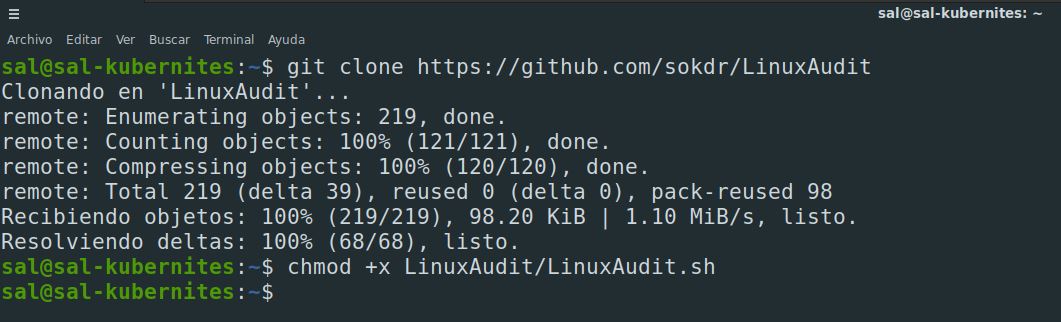 sal@sal-kubernites: ~
Archivo Editar Ver Buscar Terminal Ayuda
sal@sal-kubernites:~$ git clone https://github.com/sokdr/LinuxAudit
Clonando en 'LinuxAudit'...
remote: Enumerating objects: 219, done.
remote: Counting objects: 100% (121/121), done.
remote: Compressing objects: 100% (120/120), done.
remote: Total 219 (delta 39), reused 0 (delta 0), pack-reused 98
Recibiendo objetos: 100% (219/219), 98.20 KiB | 1.10 MiB/s, listo.
Resolviendo deltas: 100% (68/68), listo.
sal@sal-kubernites:~$ chmod +x LinuxAudit/LinuxAudit.sh
sal@sal-kubernites:~$